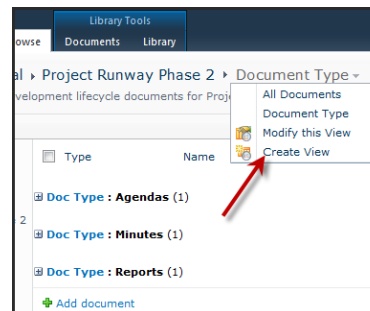 Library Tools
owse Documents Library
al ▸ Project Runway Phase 2 ▸ Document Type
velopment lifecycle documents for Proje
All Documents
Document Type
Modify this View
Create View
Type Name
Doc Type : Agendas (1)
2
Doc Type : Minutes (1)
Doc Type : Reports (1)
Add document